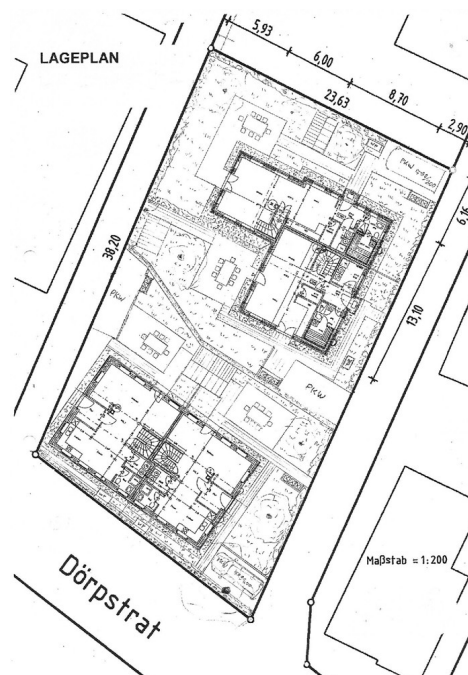 LAGEPLAN
5,93
6,00
23,63
8,70
2,90
6,16
38,20
13,10
PKW
PKW
PKW
Maßstab = 1:200
Dörpstrat